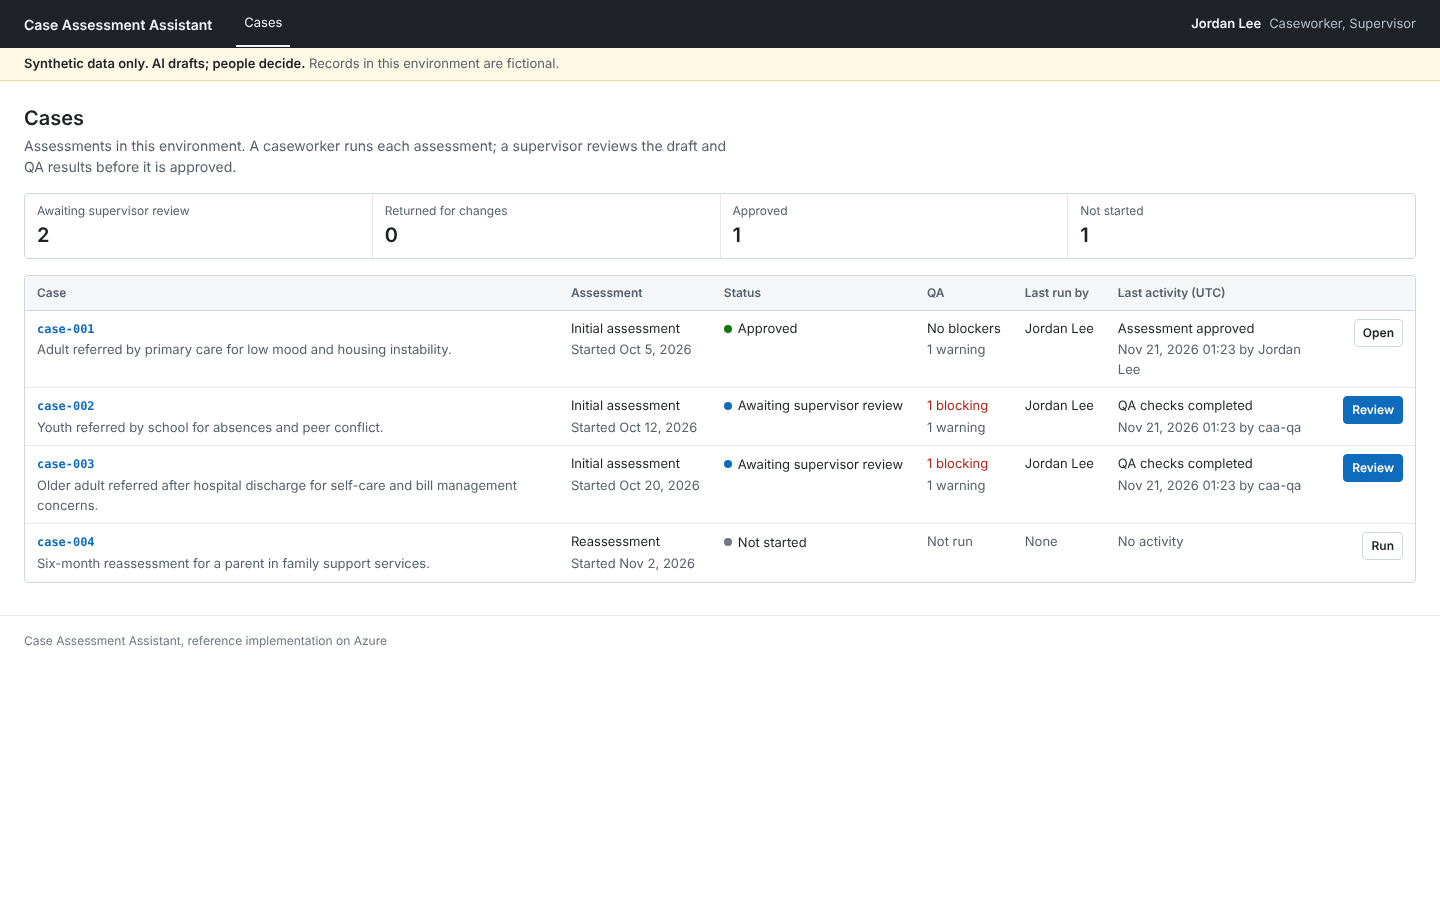 Case Assessment Assistant Cases Jordan Lee Caseworker, Supervisor
Synthetic data only. AI drafts; people decide. Records in this environment are fictional.
Cases
Assessments in this environment. A caseworker runs each assessment; a supervisor reviews the draft and
QA results before it is approved.
Awaiting supervisor review Returned for changes Approved Not started
2 0 1 1
Case Assessment Status QA Last run by Last activity (UTC)
case-001 Initial assessment Approved No blockers Jordan Lee Assessment approved Open
Adult referred by primary care for low mood and housing instability. Started Oct 5, 2026 1 warning Nov 21, 2026 01:23 by Jordan
Lee
case-002 Initial assessment Awaiting supervisor review 1 blocking Jordan Lee QA checks completed Review
Youth referred by school for absences and peer conflict. Started Oct 12, 2026 1 warning Nov 21, 2026 01:23 by caa-qa
case-003 Initial assessment Awaiting supervisor review 1 blocking Jordan Lee QA checks completed Review
Older adult referred after hospital discharge for self-care and bill management Started Oct 20, 2026 1 warning Nov 21, 2026 01:23 by caa-qa
concerns.
case-004 Reassessment Not started Not run None No activity Run
Six-month reassessment for a parent in family support services. Started Nov 2, 2026
Case Assessment Assistant, reference implementation on Azure